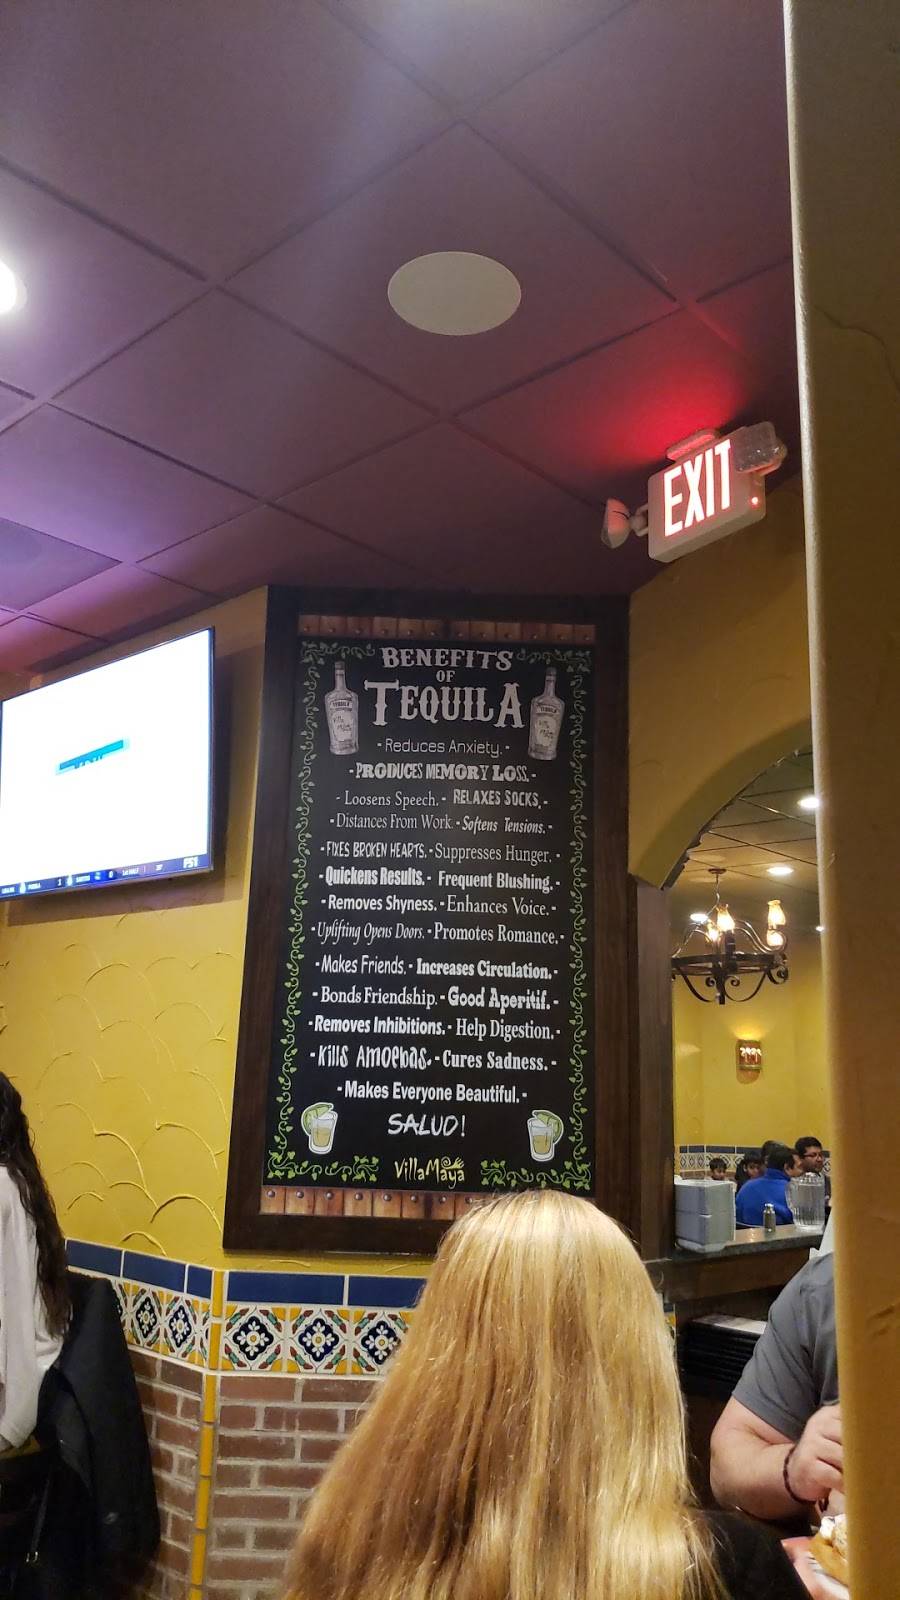 EXIT
BENEFITS
OF
TEQUILA
- Reduces Anxiety. -
- PRODUCES MEMORY LOSS. -
- Loosens Speech. - RELAXES SOCKS. -
- Distances From Work. - Softens Tensions. -
- FIXES BROKEN HEARTS. - Suppresses Hunger. -
- Quickens Results. - Frequent Blushing. -
- Removes Shyness. - Enhances Voice. -
- Uplifting Opens Doors. - Promotes Romance. -
- Makes Friends. - Increases Circulation. -
- Bonds Friendship. - Good Aperitif. -
- Removes Inhibitions. - Help Digestion. -
- Kills Amoebas. - Cures Sadness. -
- Makes Everyone Beautiful. -
SALUD!
VillaMaya